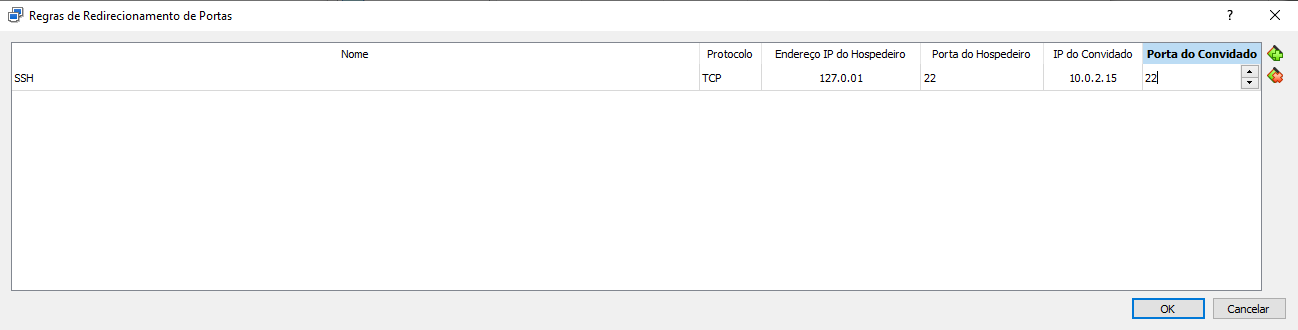 Regras de Redirecionamento de Portas
Nome Protocolo Endereço IP do Hospedeiro Porta do Hospedeiro IP do Convidado Porta do Convidado
SSH TCP 127.0.01 22 10.0.2.15 22
OK Cancelar